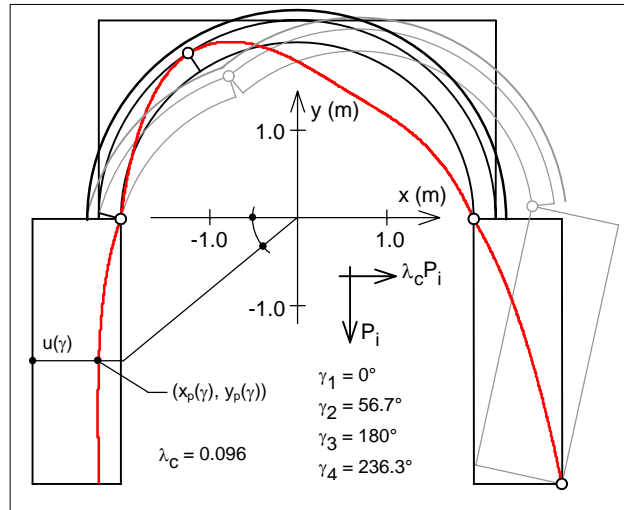 y (m)
1.0
x (m)
-1.0
1.0
λcPi
-1.0
Pi
u(γ)
γ1 = 0°
(xp(γ), yp(γ))
γ2 = 56.7°
λc = 0.096
γ3 = 180°
γ4 = 236.3°